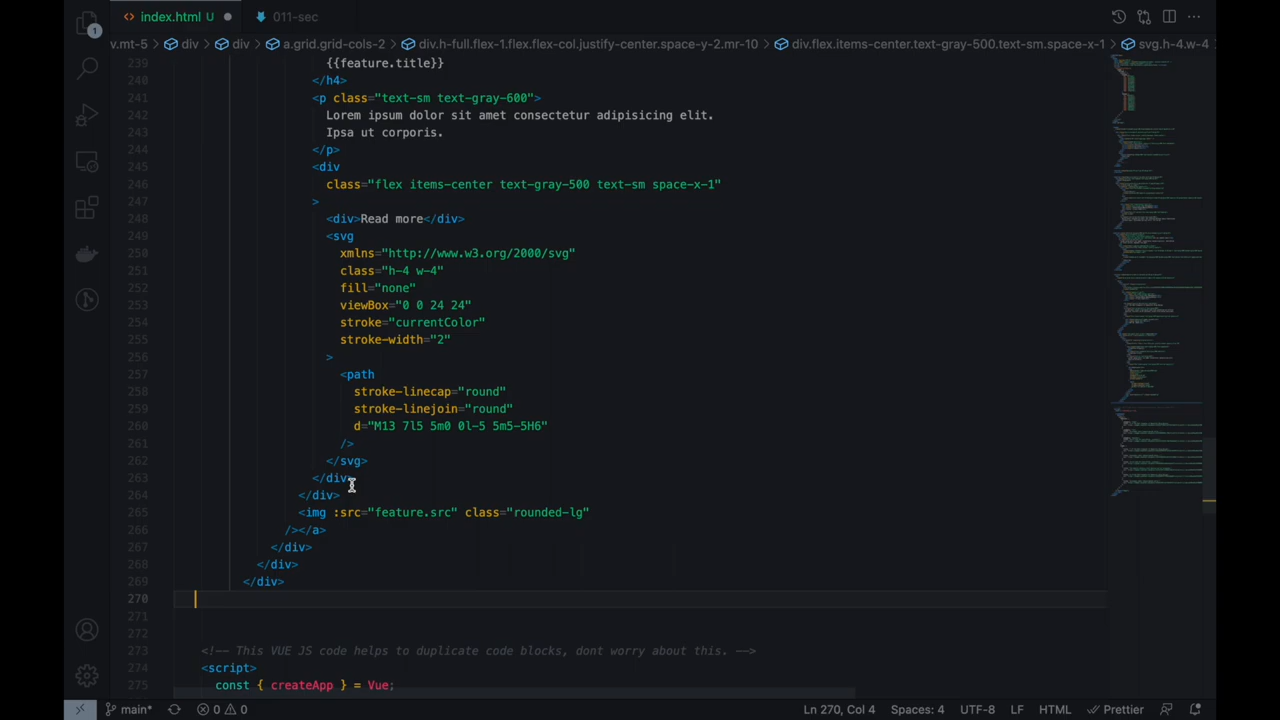 index.html U
011-sec
1
v.mt-5 div div a.grid.grid-cols-2 div.h-full.flex-1.flex.flex-col.justify-center.space-y-2.mr-10 div.flex.items-center.text-gray-500.text-sm.space-x-1 svg.h-4.w-4
239 {{feature.title}}
240 </h4>
241 <p class="text-sm text-gray-600">
242 Lorem ipsum dolor sit amet consectetur adipisicing elit.
243 Ipsa ut corporis.
244 </p>
245 <div
246 class="flex items-center text-gray-500 text-sm space-x-1"
247 >
248 <div>Read more</div>
249 <svg
250 xmlns="http://www.w3.org/2000/svg"
251 class="h-4 w-4"
252 fill="none"
253 viewBox="0 0 24 24"
254 stroke="currentColor"
255 stroke-width="2"
256 >
257 <path
258 stroke-linecap="round"
259 stroke-linejoin="round"
260 d="M13 7l5 5m0 0l-5 5m5-5H6"
261 />
262 </svg>
263 </div>
264 </div>
265 <img :src="feature.src" class="rounded-lg"
266 /></a>
267 </div>
268 </div>
269 </div>
270
271
272
273 <!-- This VUE JS code helps to duplicate code blocks, dont worry about this. -->
274 <script>
275 const { createApp } = Vue;
main* 0 0 Ln 270, Col 4 Spaces: 4 UTF-8 LF HTML Prettier